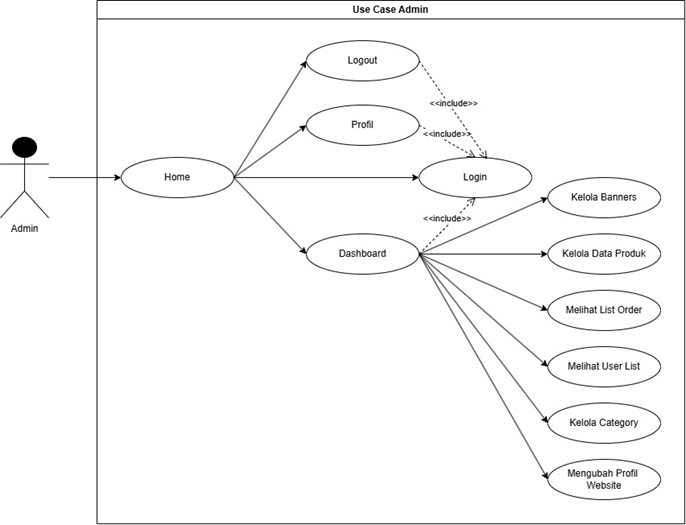 Use Case Admin
Logout
<<include>>
Profil
<<include>>
Home
Login
Admin
Kelola Banners
<<include>>
Dashboard
Kelola Data Produk
Melihat List Order
Melihat User List
Kelola Category
Mengubah Profil
Website